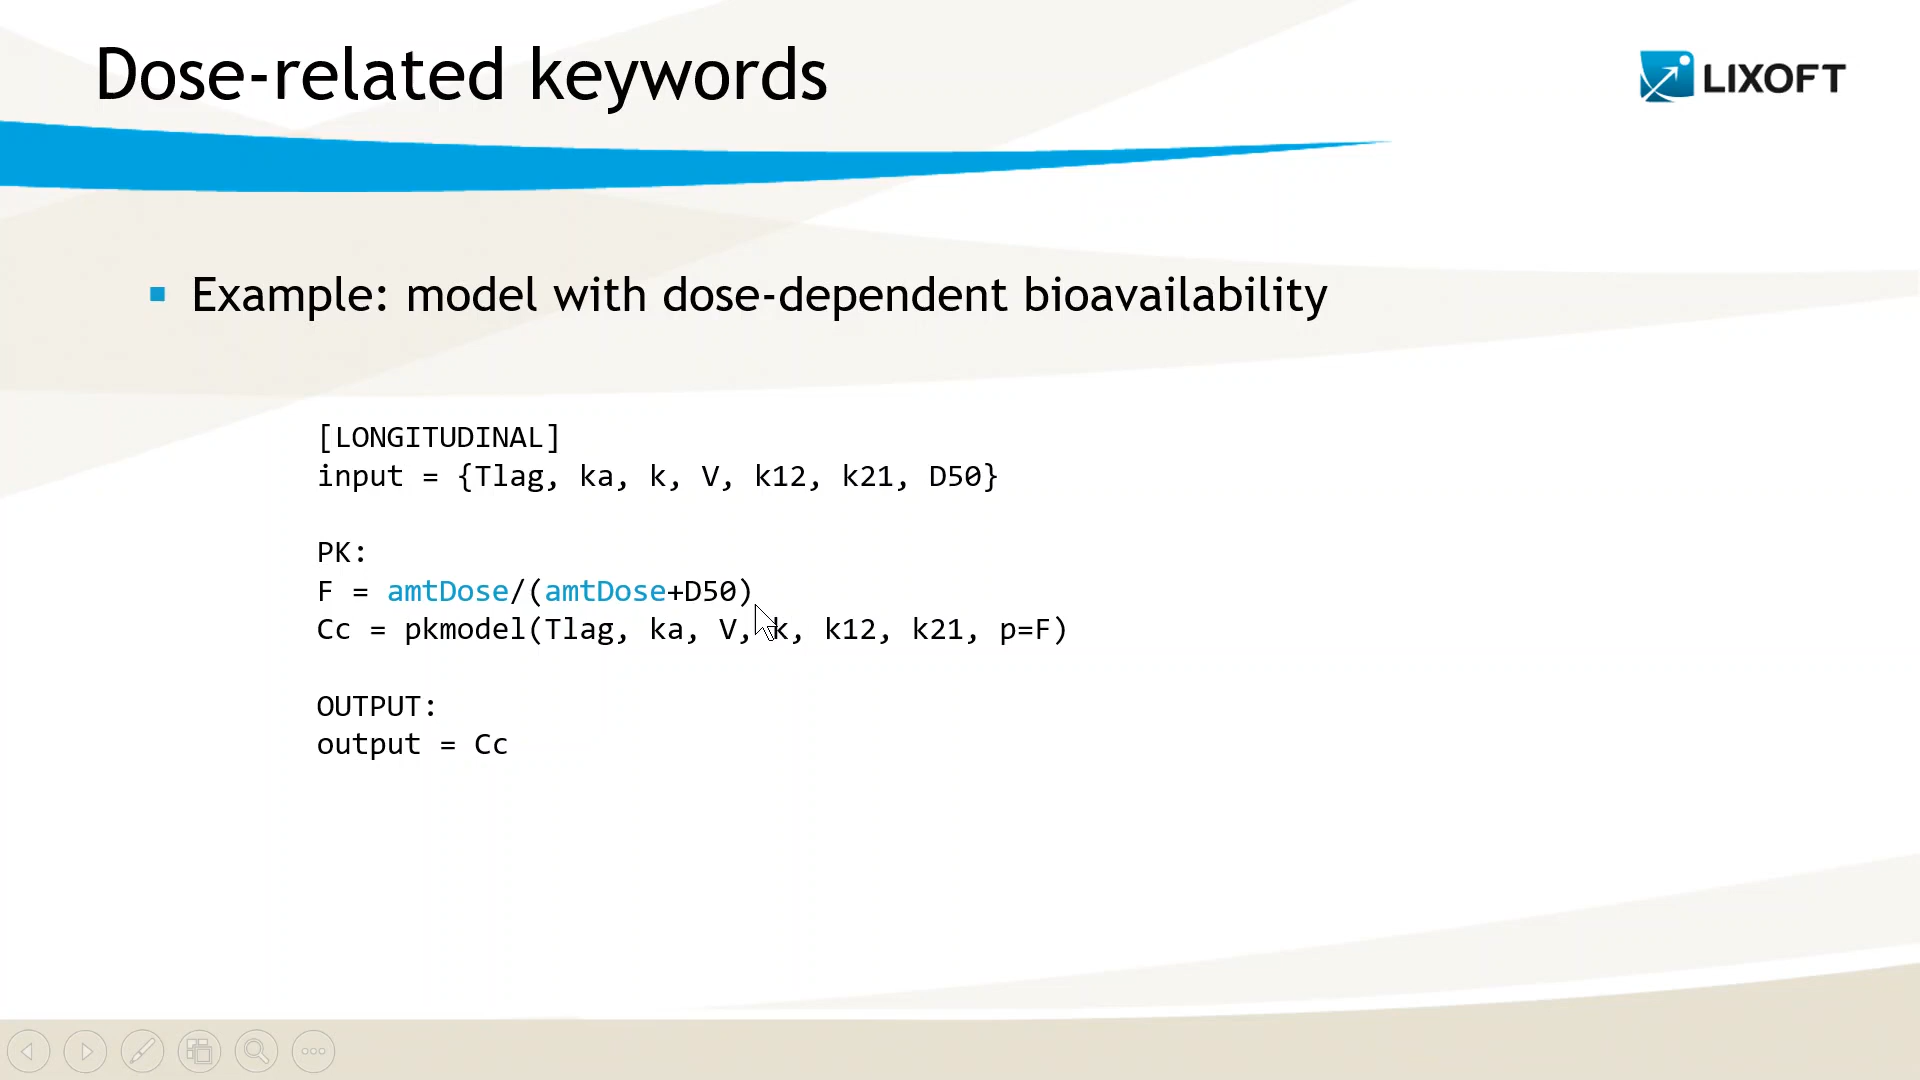 Dose-related keywords
LIXOFT
Example: model with dose-dependent bioavailability
[LONGITUDINAL]
input = {Tlag, ka, k, V, k12, k21, D50}
PK:
F = amtDose/(amtDose+D50)
Cc = pkmodel(Tlag, ka, V, k, k12, k21, p=F)
OUTPUT:
output = Cc